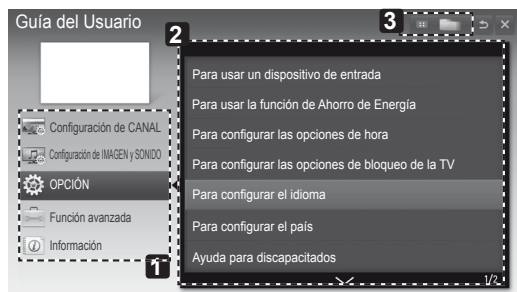 Guía del Usuario
3
2
Configuración de CANAL
Configuración de IMAGEN y SONIDO
OPCIÓN
Función avanzada
Información
1
Para usar un dispositivo de entrada
Para usar la función de Ahorro de Energía
Para configurar las opciones de hora
Para configurar las opciones de bloqueo de la TV
Para configurar el idioma
Para configurar el país
Ayuda para discapacitados
1/2